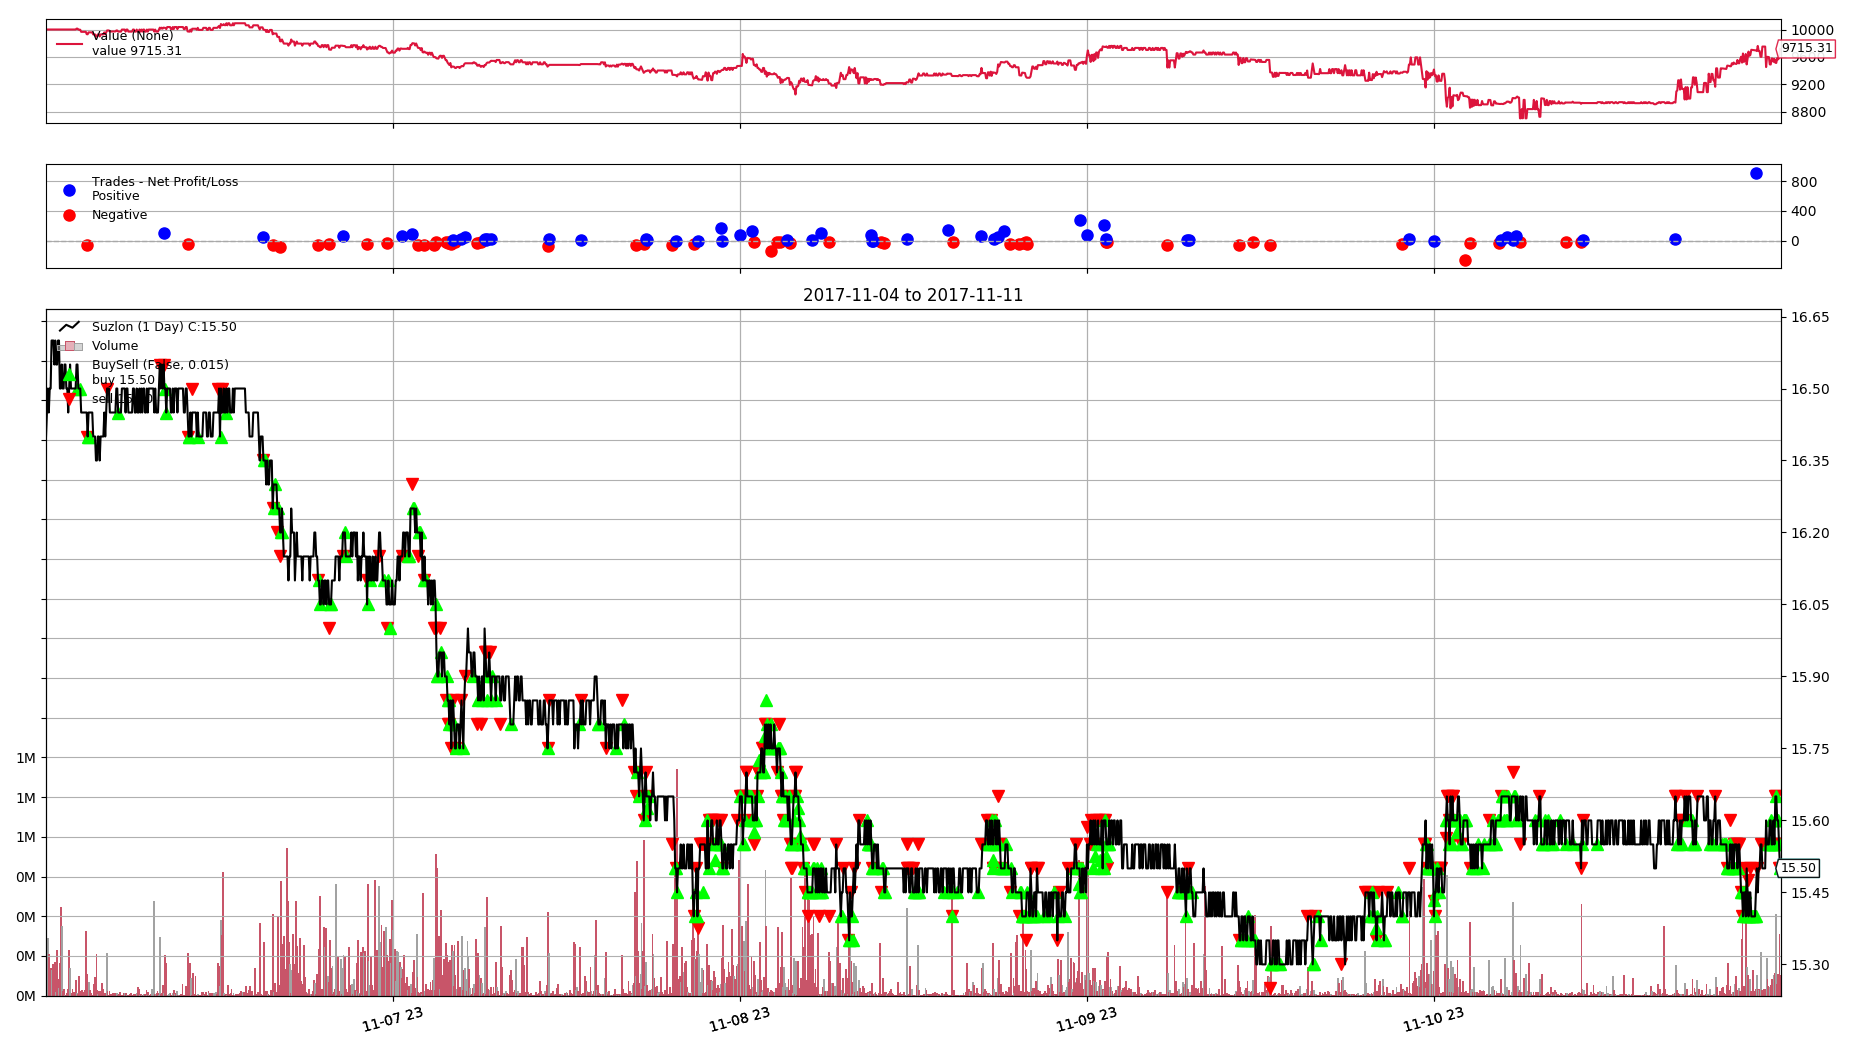 Value (None)
value 9715.31
10000
9715.31
9600
9200
8800
Trades - Net Profit/Loss
Positive
Negative
800
400
0
2017-11-04 to 2017-11-11
Suzlon (1 Day) C:15.50
Volume
BuySell (False, 0.015)
buy 15.50
sell
16.65
16.50
16.35
16.20
16.05
15.90
15.75
15.60
15.50
15.45
15.30
1M
1M
1M
0M
0M
0M
0M
11-07 23
11-08 23
11-09 23
11-10 23